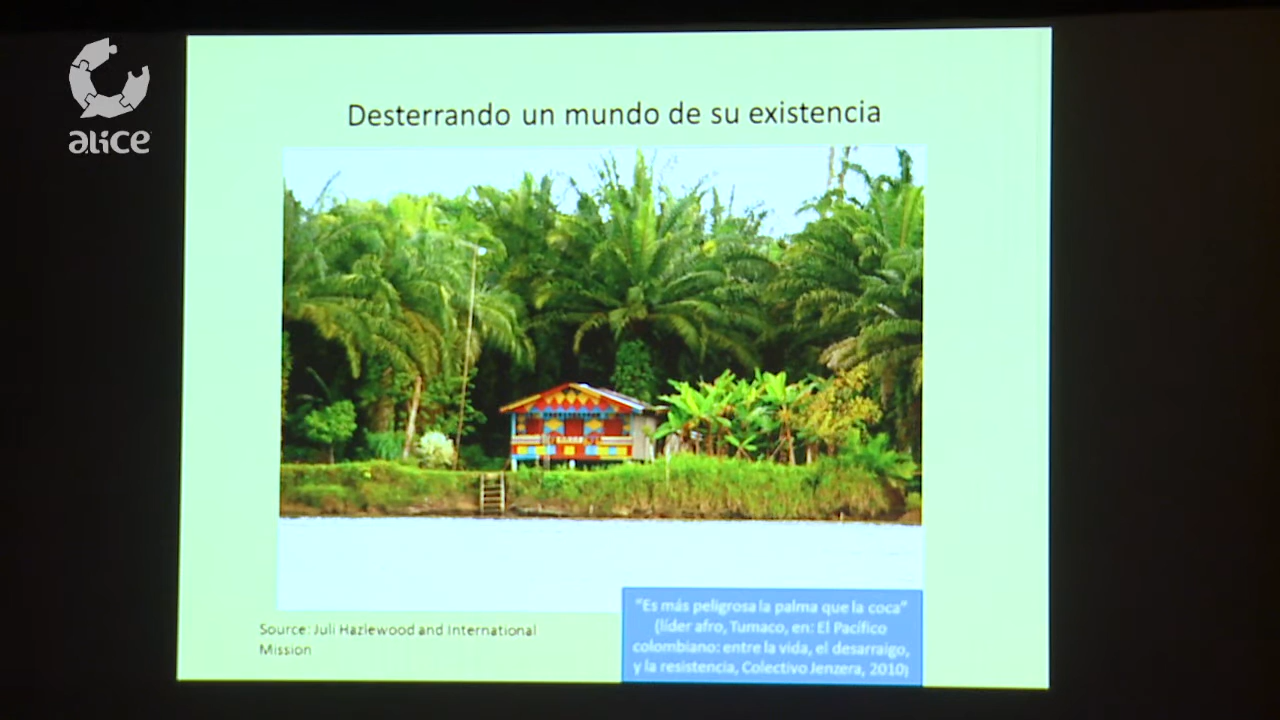 alice
Desterrando un mundo de su existencia
Source: Juli Hazlewood and International
Mission
"Es más peligrosa la palma que la coca"
(líder afro, Tumaco, en: El Pacífico
colombiano: entre la vida, el desarraigo,
y la resistencia, Colectivo Jenzera, 2010)